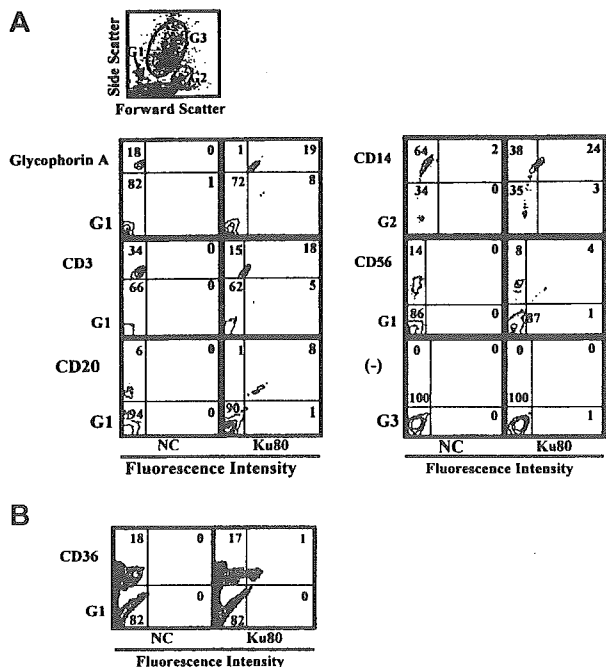 A
Side Scatter
G1
G3
G2
Forward Scatter
Glycophorin A
18 0 1 19
82 1 72 8
G1
CD3
34 0 15 18
66 0 62 5
G1
CD20
6 0 1 8
94 0 90 1
G1
NC Ku80
Fluorescence Intensity
CD14
64 2 38 24
34 0 35 3
G2
CD56
14 0 8 4
86 0 87 1
G1
(-)
0 0 0 0
100 0 100 1
G3
NC Ku80
Fluorescence Intensity
B
CD36
18 0 17 1
0 0
G1
82 82
NC Ku80
Fluorescence Intensity